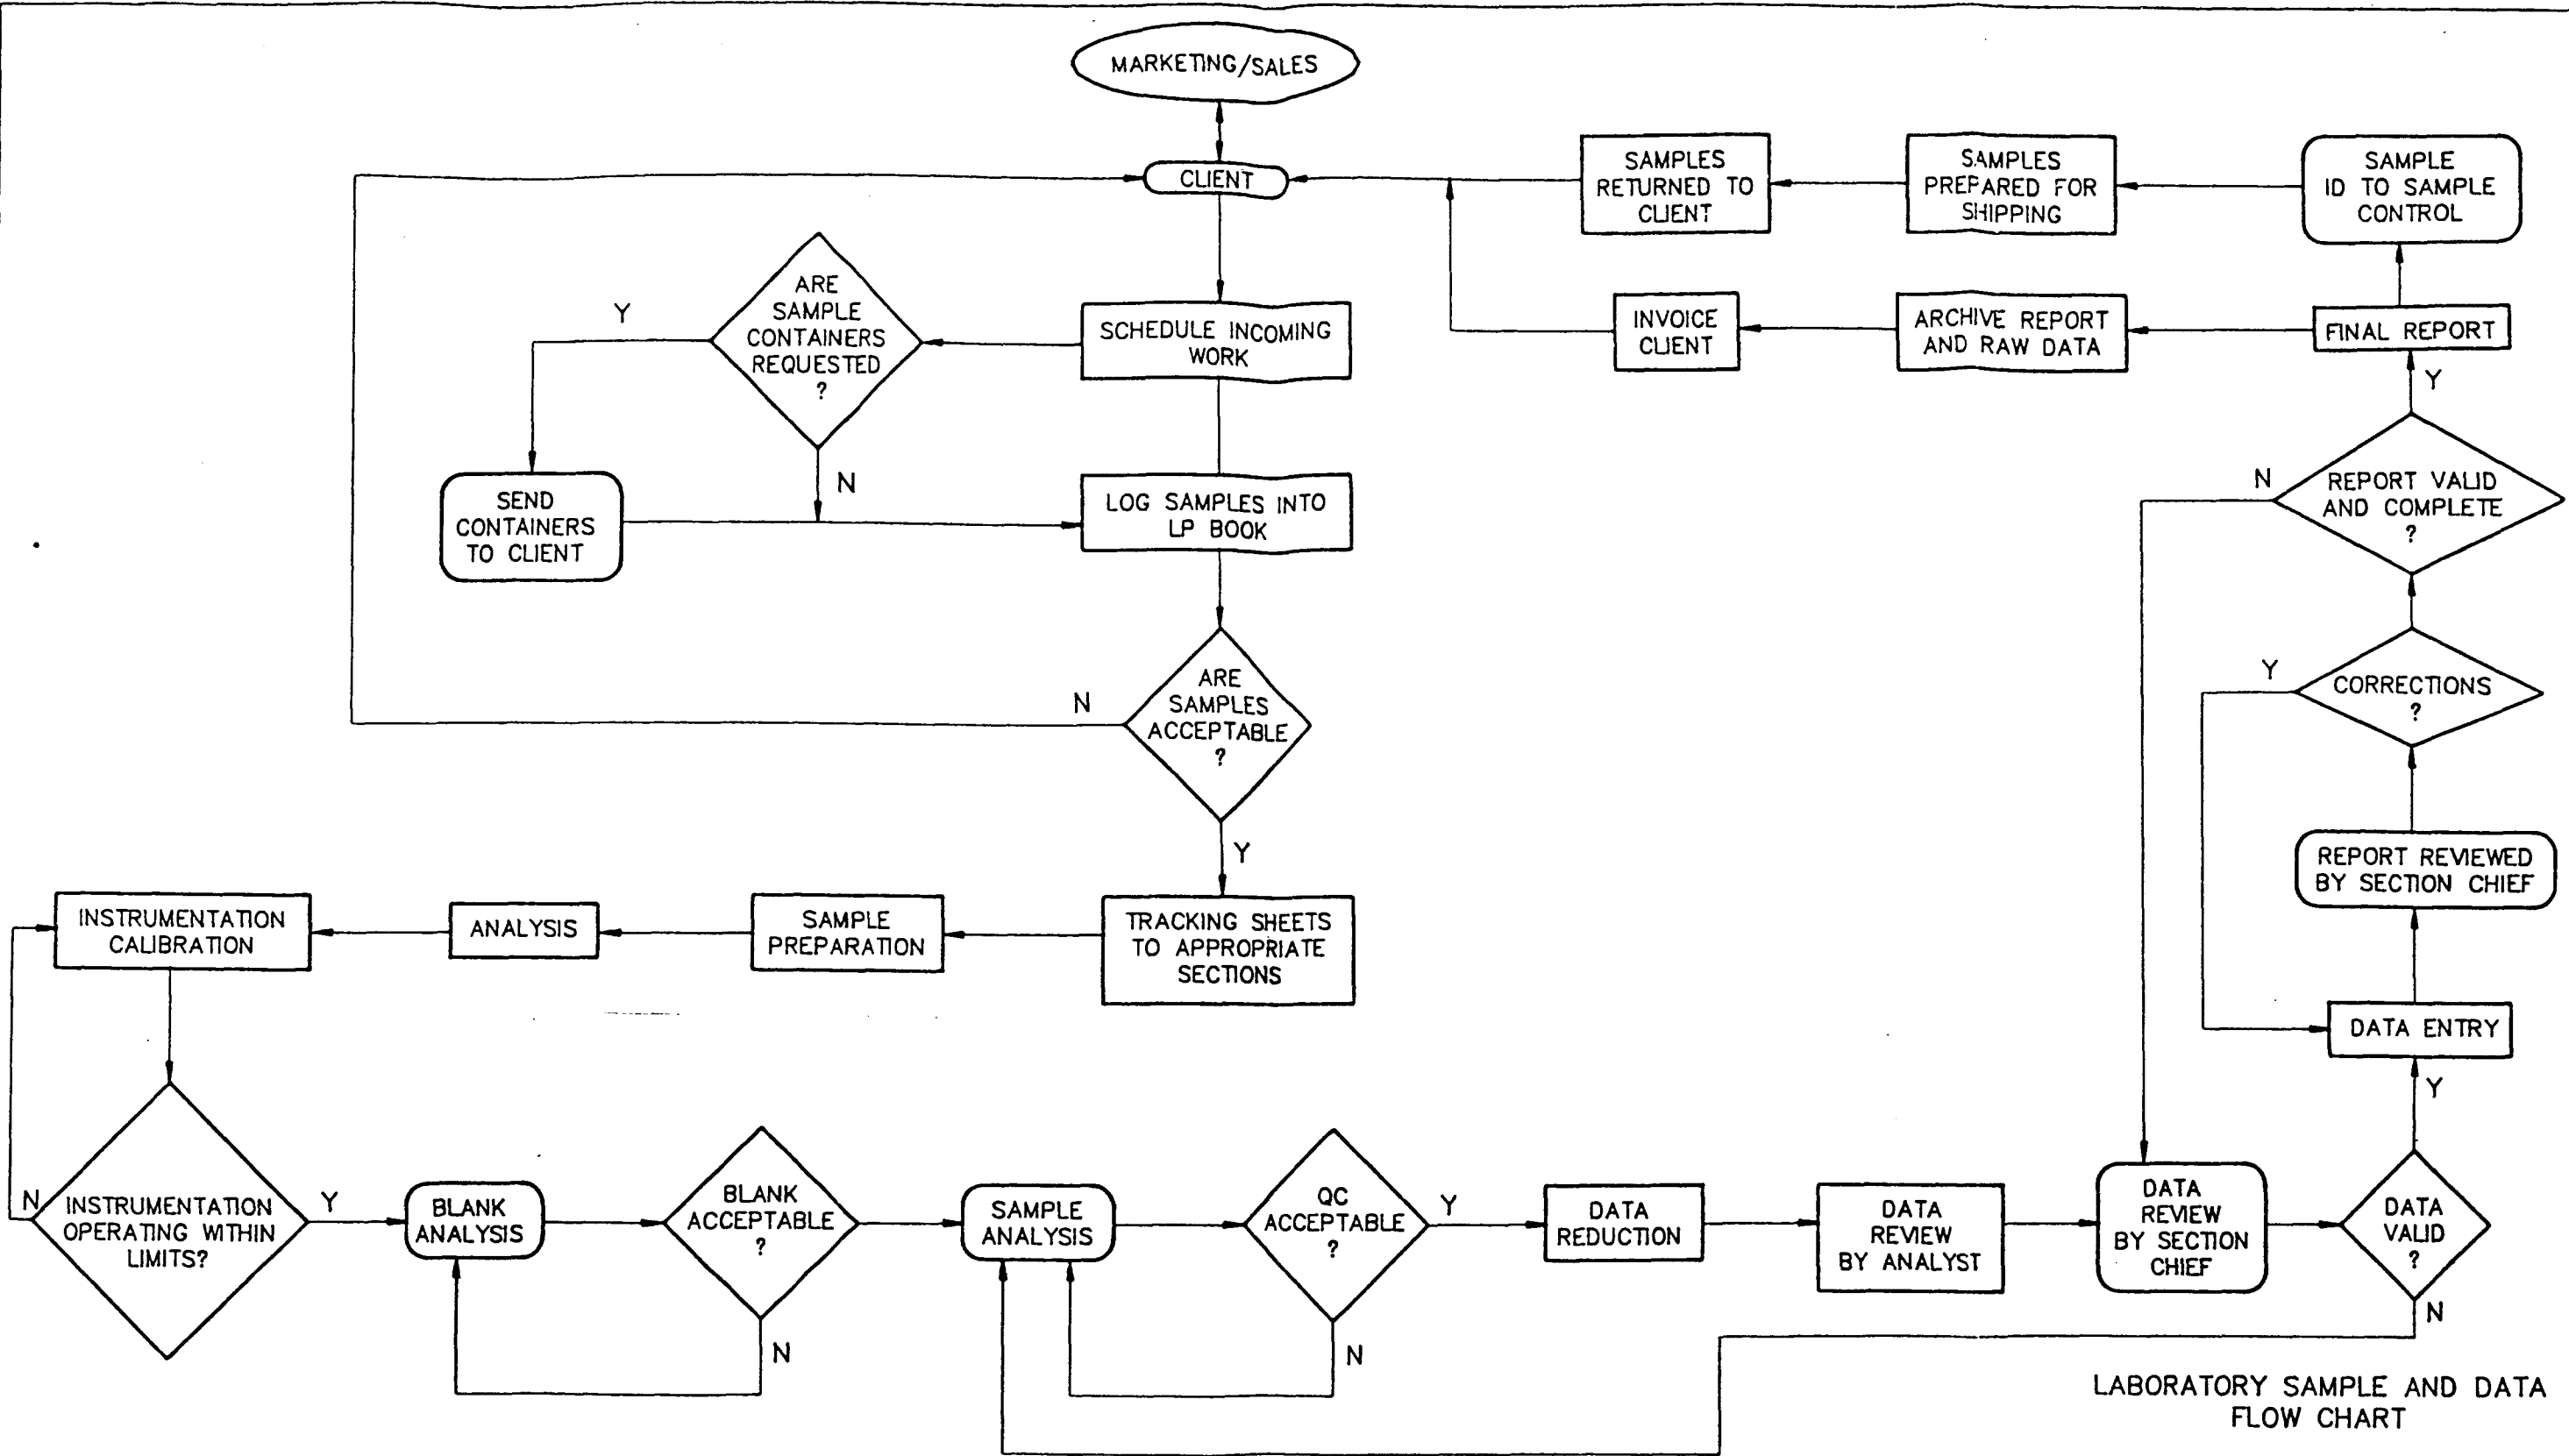 MARKETING/SALES
CLIENT
SAMPLES
RETURNED TO
CLIENT
SAMPLES
PREPARED FOR
SHIPPING
SAMPLE
ID TO SAMPLE
CONTROL
ARE
SAMPLE
CONTAINERS
REQUESTED
?
Y
N
SCHEDULE INCOMING
WORK
INVOICE
CLIENT
ARCHIVE REPORT
AND RAW DATA
FINAL REPORT
Y
SEND
CONTAINERS
TO CLIENT
LOG SAMPLES INTO
LP BOOK
N
REPORT VALID
AND COMPLETE
?
ARE
SAMPLES
ACCEPTABLE
?
N
Y
Y
CORRECTIONS
?
REPORT REVIEWED
BY SECTION CHIEF
INSTRUMENTATION
CALIBRATION
ANALYSIS
SAMPLE
PREPARATION
TRACKING SHEETS
TO APPROPRIATE
SECTIONS
DATA ENTRY
Y
N
INSTRUMENTATION
OPERATING WITHIN
LIMITS?
Y
BLANK
ANALYSIS
BLANK
ACCEPTABLE
?
N
SAMPLE
ANALYSIS
QC
ACCEPTABLE
?
Y
N
DATA
REDUCTION
DATA
REVIEW
BY ANALYST
DATA
REVIEW
BY SECTION
CHIEF
DATA
VALID
?
N
LABORATORY SAMPLE AND DATA
FLOW CHART